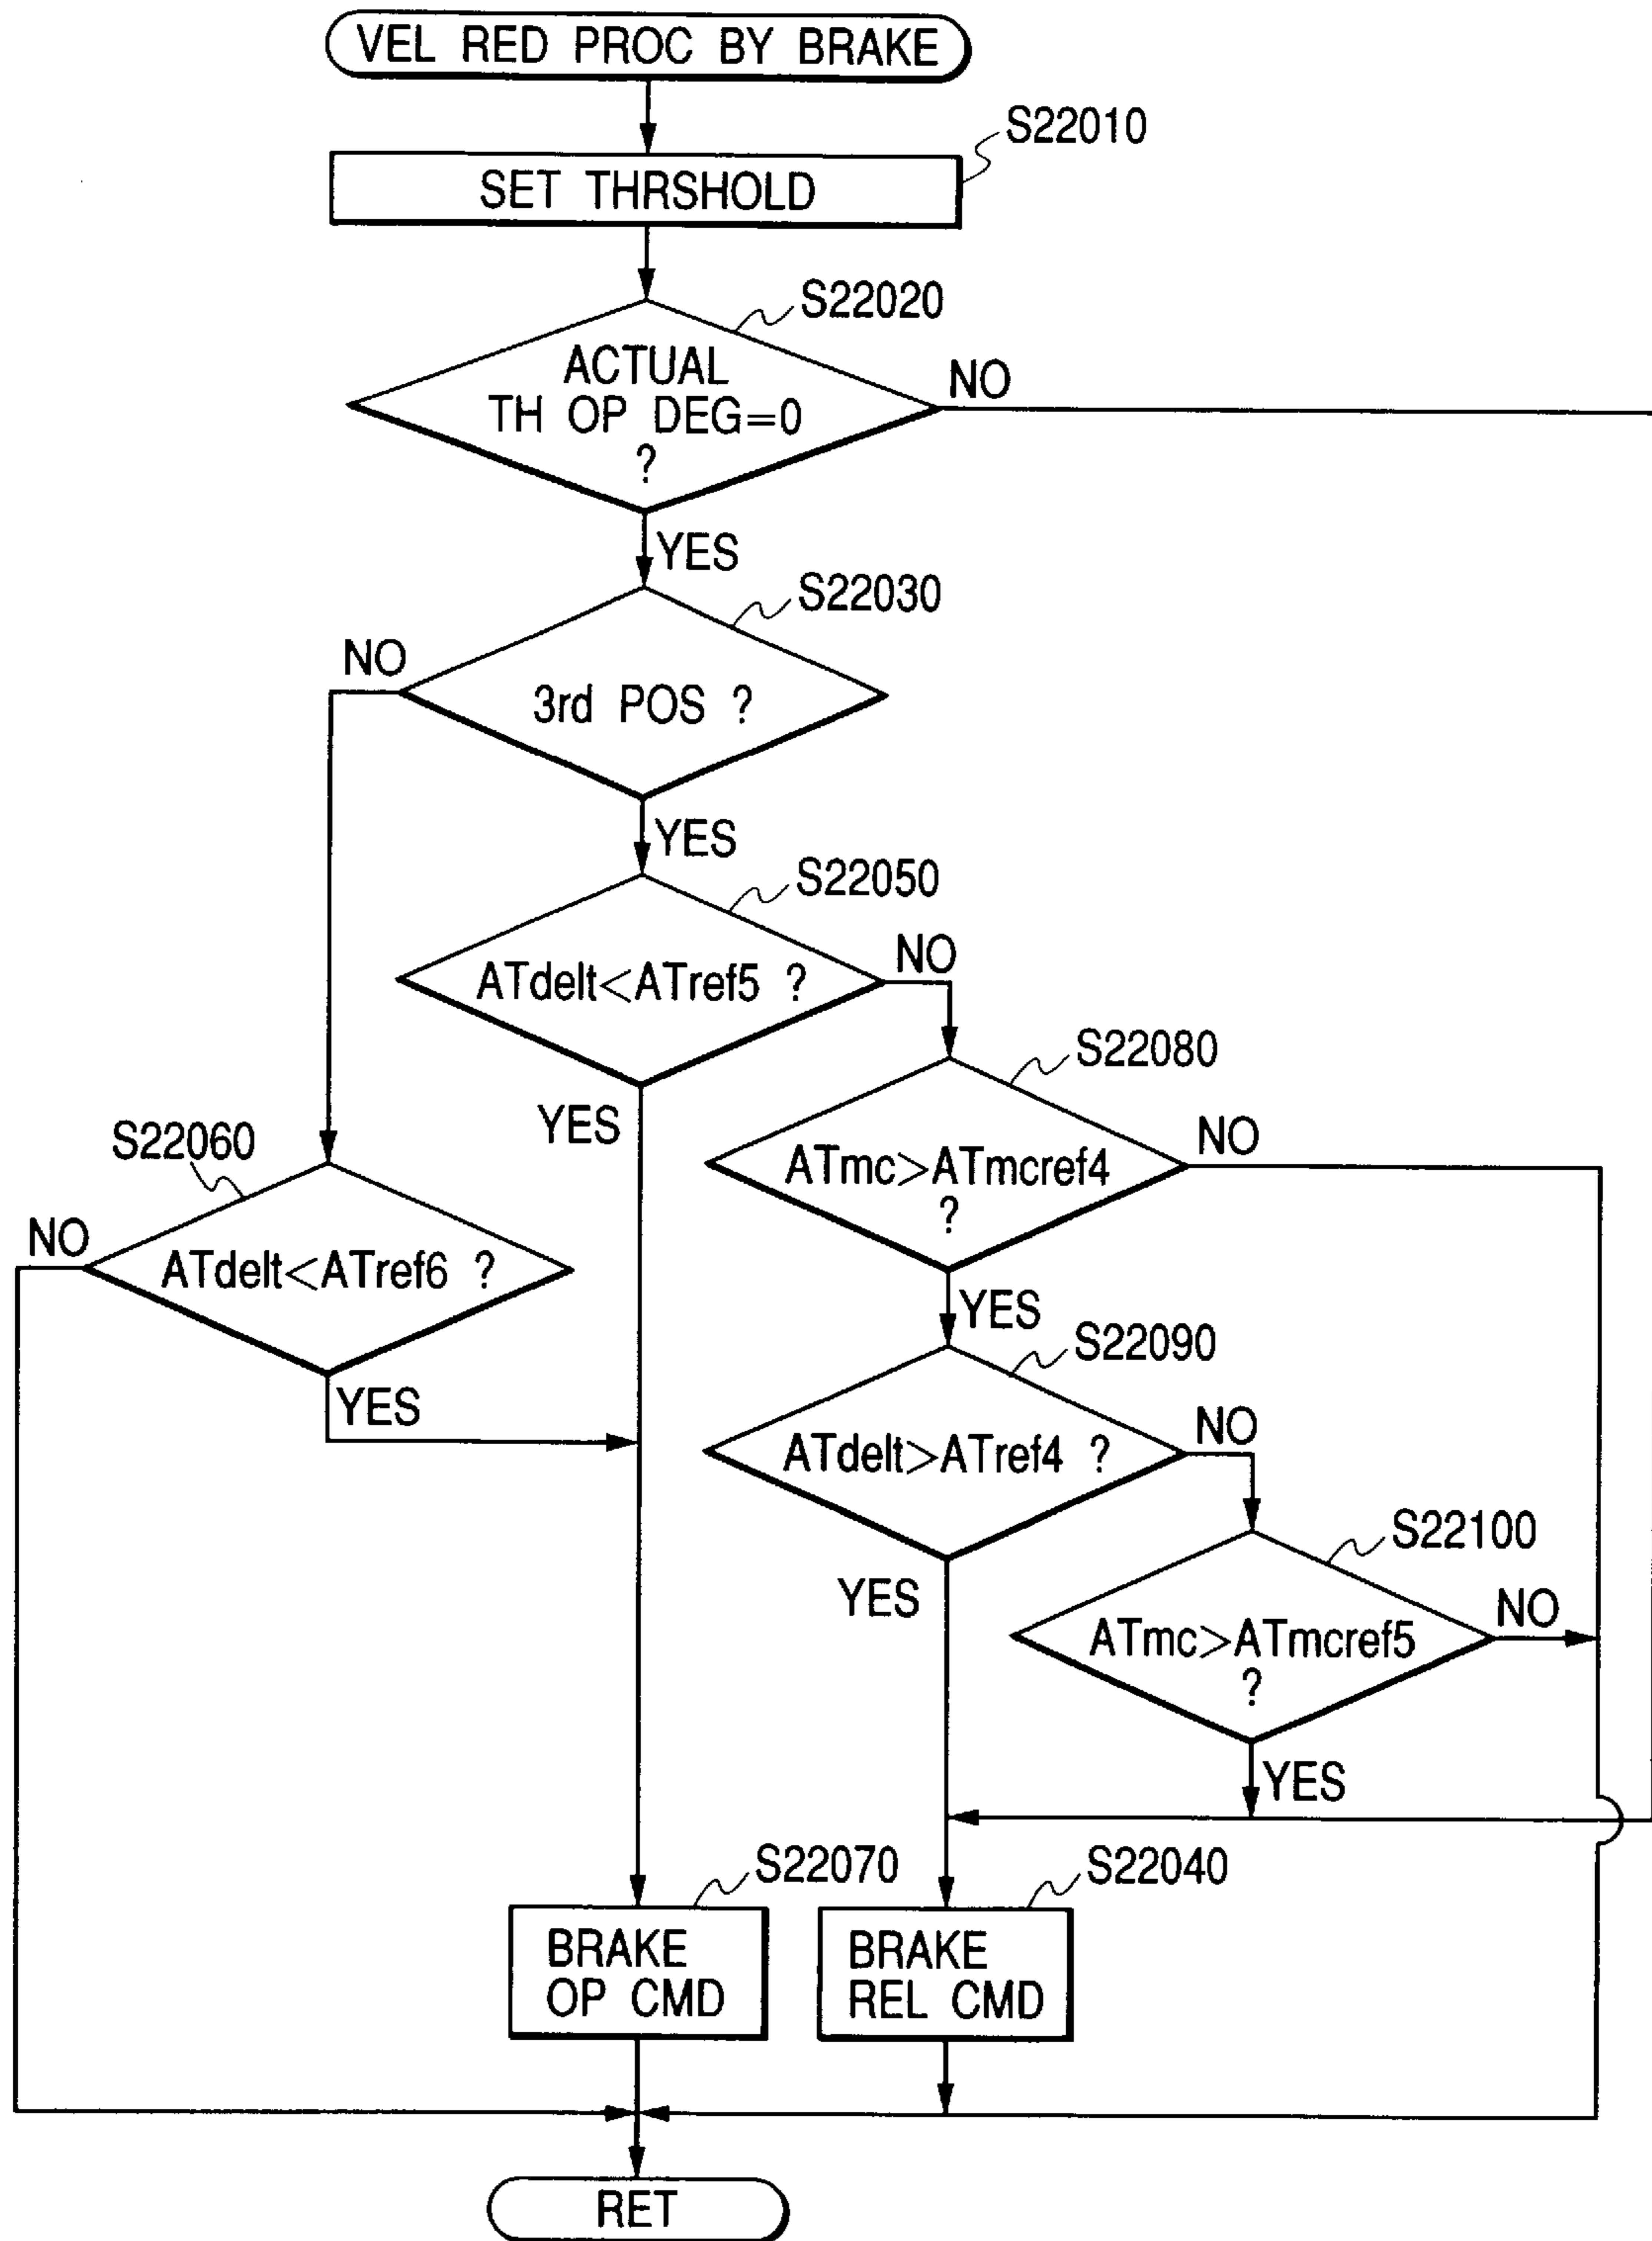 VEL RED PROC BY BRAKE
S22010
SET THRSHOLD
S22020
ACTUAL
TH OP DEG=0
?
NO
YES
S22030
NO
3rd POS ?
YES
S22050
ATdelt<ATref5 ?
NO
YES
S22080
ATmc>ATmcref4
?
NO
YES
S22060
NO
ATdelt<ATref6 ?
YES
S22090
ATdelt>ATref4 ?
NO
YES
S22100
ATmc>ATmcref5
?
NO
YES
S22070
BRAKE
OP CMD
S22040
BRAKE
REL CMD
RET